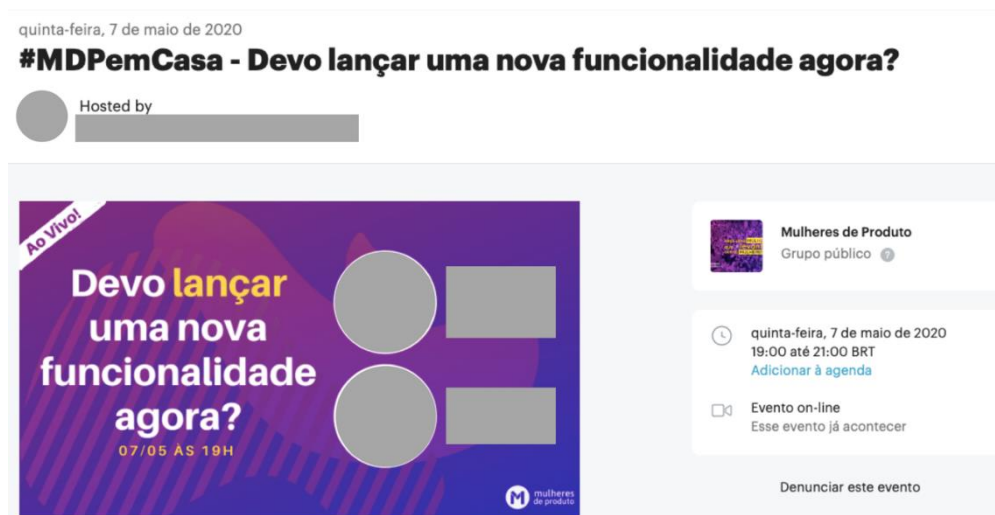 quinta-feira, 7 de maio de 2020
#MDPemCasa - Devo lançar uma nova funcionalidade agora?
Hosted by
Ao Vivo!
Devo lançar
uma nova
funcionalidade
agora?
07/05 ÀS 19H
M mulheres
de produto
Mulheres de Produto
Grupo público ?
quinta-feira, 7 de maio de 2020
19:00 até 21:00 BRT
Adicionar à agenda
Evento on-line
Esse evento já acontecer
Denunciar este evento